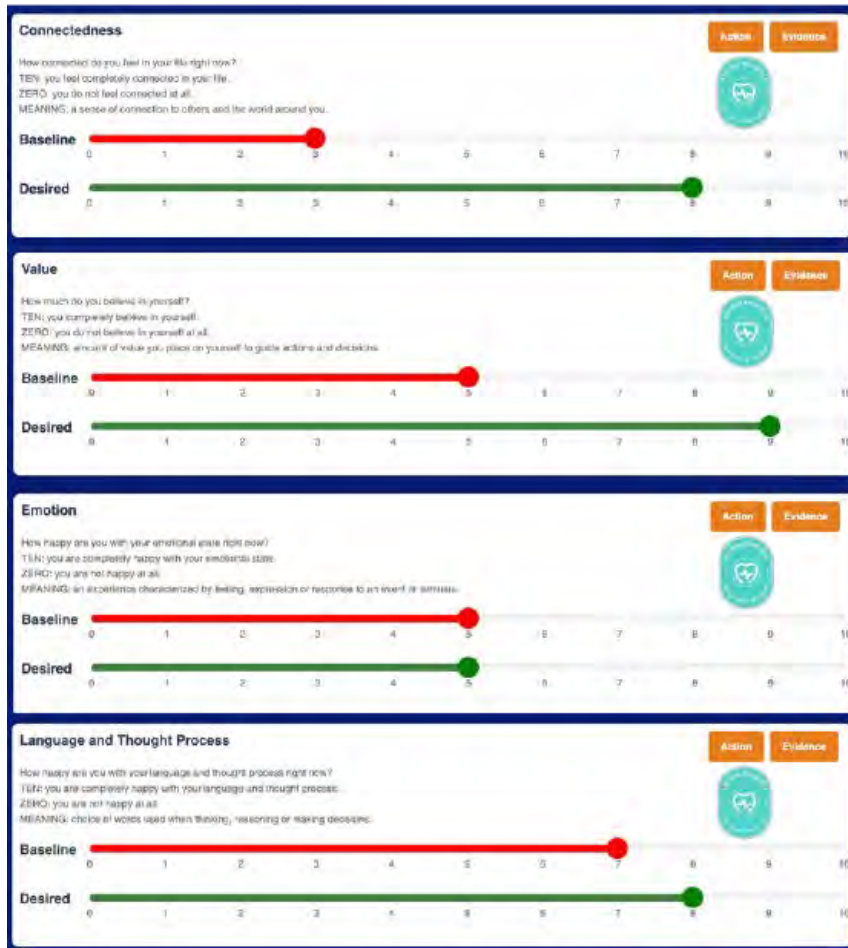 Connectedness
Action Evidence
How connected do you feel in your life right now?
TEN: you feel completely connected in your life.
ZERO: you do not feel connected at all.
MEANING: a sense of connection to others and the world around you.
Baseline
0 1 2 3 4 5 6 7 8 9 10
Desired
0 1 2 3 4 5 6 7 8 9 10
Value
Action Evidence
How much do you believe in yourself?
TEN: you completely believe in yourself.
ZERO: you do not believe in yourself at all.
MEANING: amount of value you place on yourself to guide actions and decisions.
Baseline
0 1 2 3 4 5 6 7 8 9 10
Desired
0 1 2 3 4 5 6 7 8 9 10
Emotion
Action Evidence
How happy are you with your emotional state right now?
TEN: you are completely happy with your emotional state.
ZERO: you are not happy at all.
MEANING: an experience characterized by feeling, expression or response to an event or
Baseline
0 1 2 3 4 5 6 7 8 9 10
Desired
0 1 2 3 4 5 6 7 8 9 10
Language and Thought Process
Action Evidence
How happy are you with your language and thought process right now?
TEN: you are completely happy with your language and thought process.
ZERO: you are not happy at all.
MEANING: choice of words used when thinking, reasoning or making decisions.
Baseline
0 1 2 3 4 5 6 7 8 9 10
Desired
0 1 2 3 4 5 6 7 8 9 10